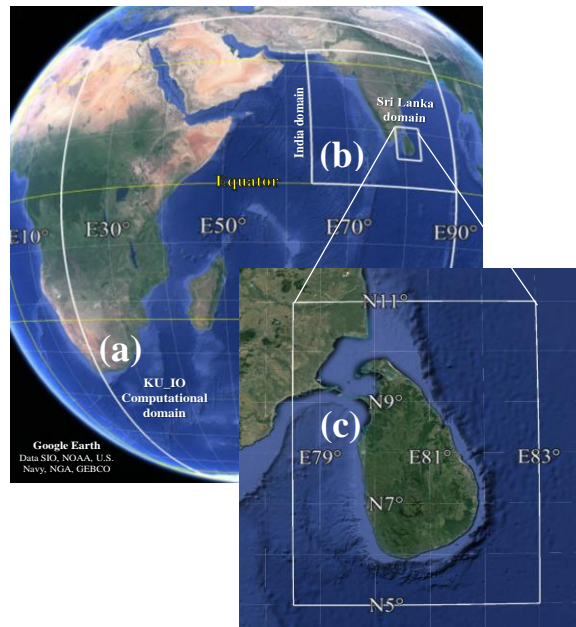 Sri Lanka
domain
India domain
(b)
Equator
E10°
E30°
E50°
E70°
E90°
(a)
KU_IO
Computational
domain
Google Earth
Data SIO, NOAA, U.S.
Navy, NGA, GEBCO
N11°
N9°
(c)
E79°
E81°
E83°
N7°
N5°